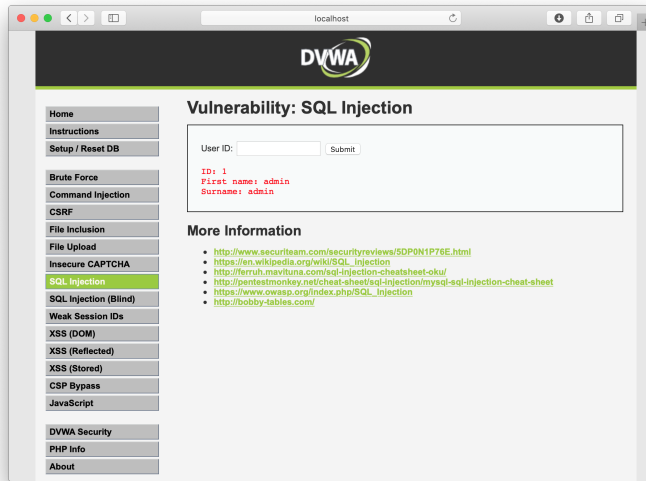 localhost
DVWA
Home
Instructions
Setup / Reset DB
Brute Force
Command Injection
CSRF
File Inclusion
File Upload
Insecure CAPTCHA
SQL Injection
SQL Injection (Blind)
Weak Session IDs
XSS (DOM)
XSS (Reflected)
XSS (Stored)
CSP Bypass
JavaScript
DVWA Security
PHP Info
About
Vulnerability: SQL Injection
User ID: Submit
ID: 1
First name: admin
Surname: admin
More Information
http://www.securiteam.com/securityreviews/5DP0N1P76E.html
https://en.wikipedia.org/wiki/SQL_injection
http://ferruh.mavituna.com/sql-injection-cheatsheet-oku/
http://pentestmonkey.net/cheat-sheet/sql-injection/mysql-sql-injection-cheat-sheet
https://www.owasp.org/index.php/SQL_Injection
http://bobby-tables.com/